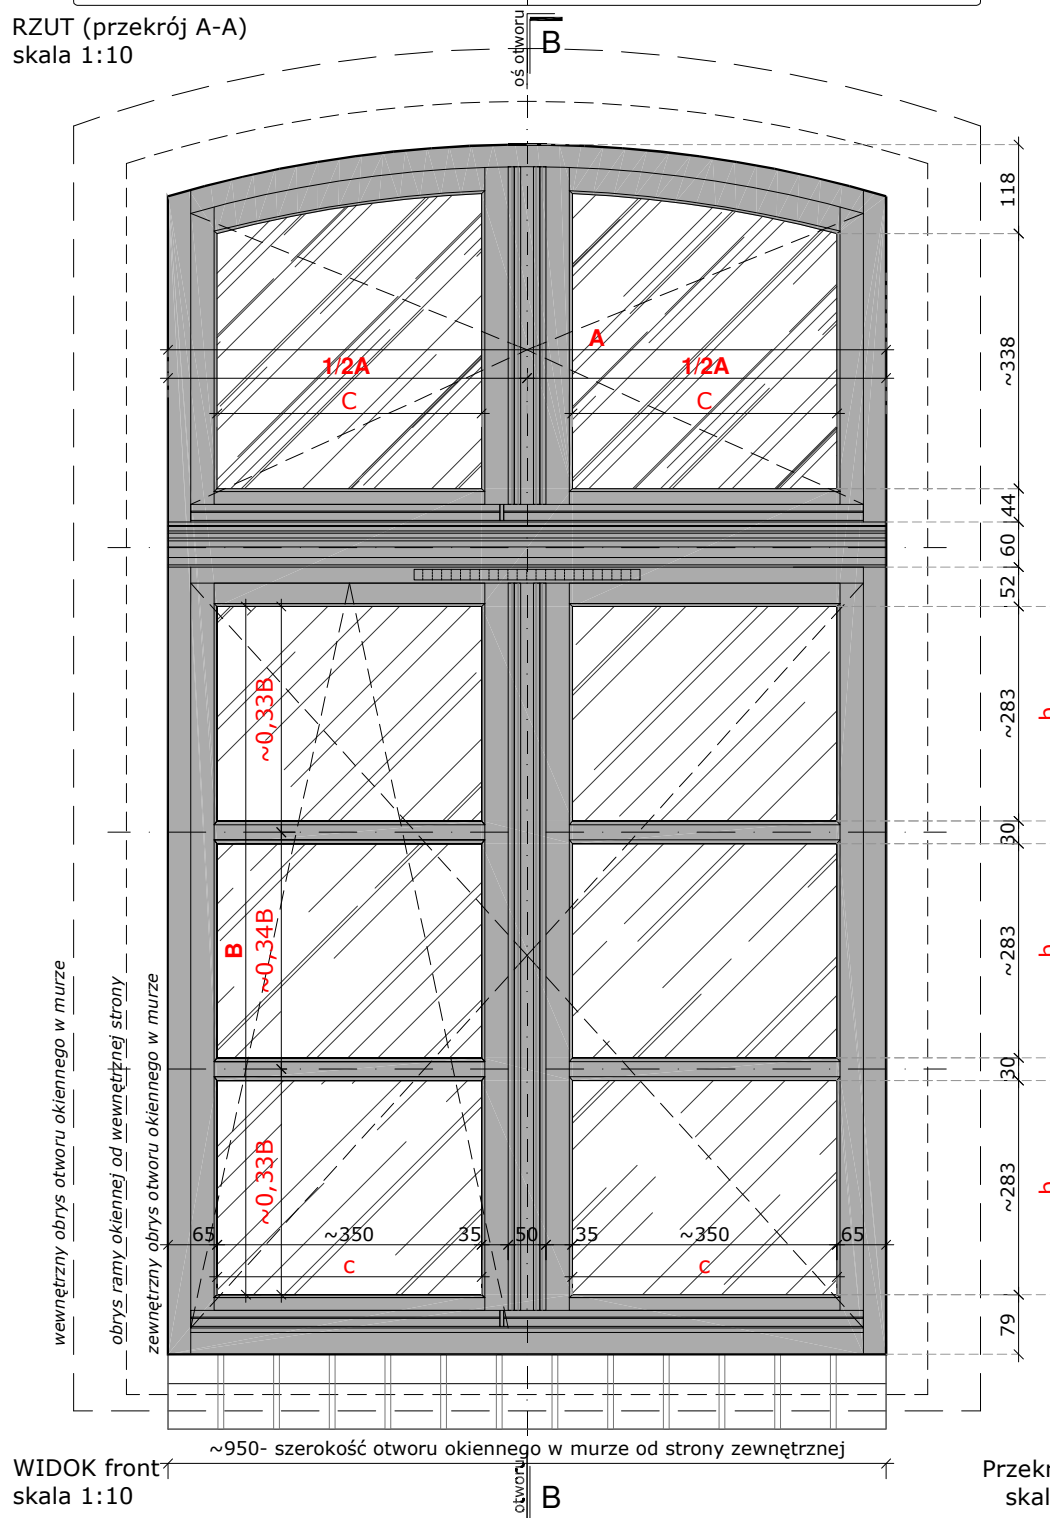 RZUT (przekrój A-A)
skala 1:10
oś otworu
B
118
A
~338
1/2A
1/2A
C
C
44
60
52
~0,33B
~283
30
B
~0,34B
~283
30
~0,33B
~283
65
~350
35
50
35
~350
65
c
c
79
wewnętrzny obrys otworu okiennego w murze
obrys ramy okiennej od wewnętrznej strony
zewnętrzny obrys otworu okiennego w murze
~950- szerokość otworu okiennego w murze od strony zewnętrznej
WIDOK front
skala 1:10
otworu
B
Przekr
skal